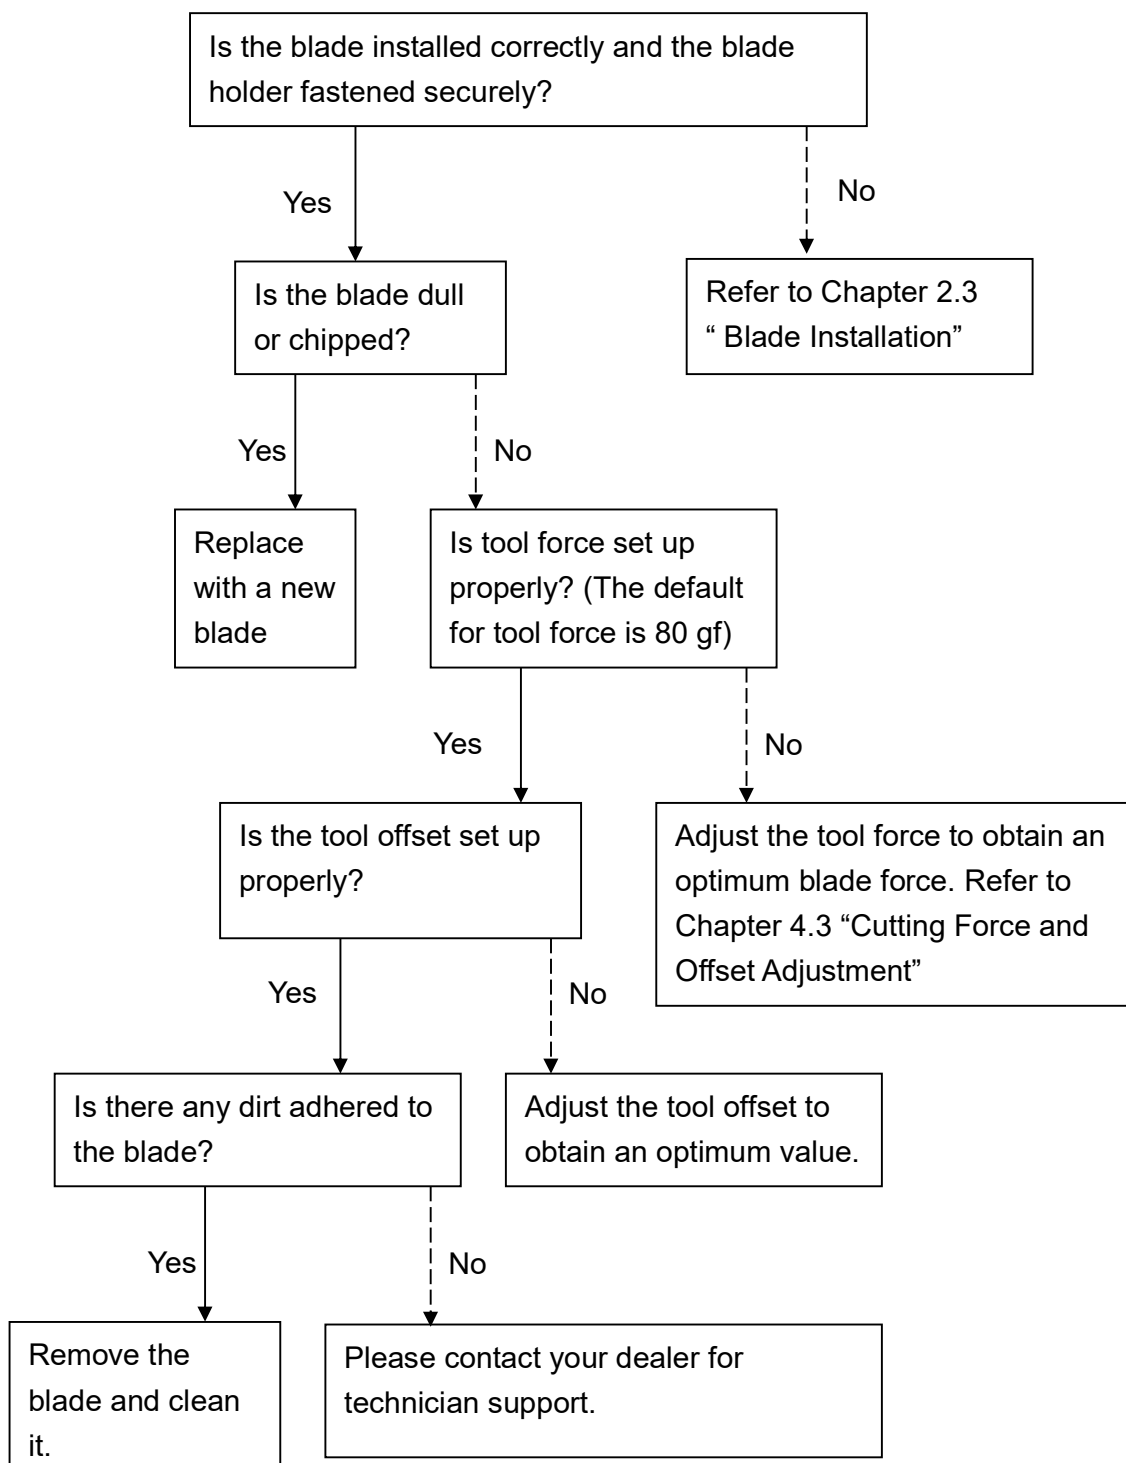 Is the blade installed correctly and the blade
holder fastened securely?
Yes
No
Is the blade dull
or chipped?
Refer to Chapter 2.3
“ Blade Installation”
Yes
No
Replace
with a new
blade
Is tool force set up
properly? (The default
for tool force is 80 gf)
Yes
No
Is the tool offset set up
properly?
Adjust the tool force to obtain an
optimum blade force. Refer to
Chapter 4.3 “Cutting Force and
Offset Adjustment”
Yes
No
Is there any dirt adhered to
the blade?
Adjust the tool offset to
obtain an optimum value.
Yes
No
Remove the
blade and clean
it.
Please contact your dealer for
technician support.